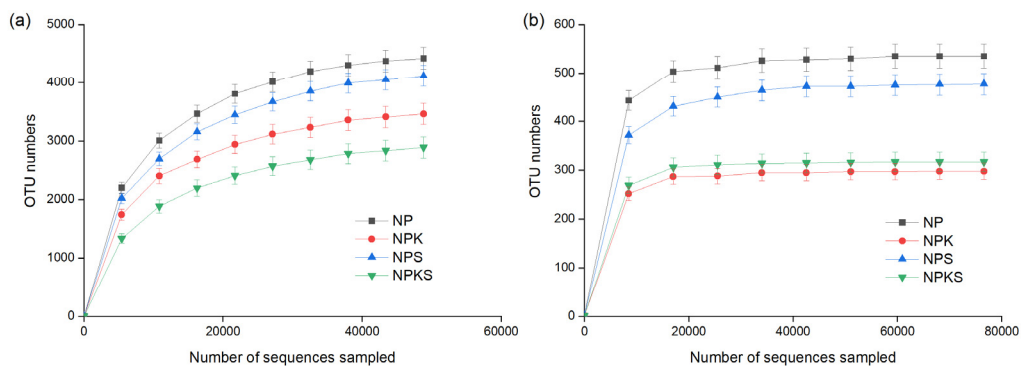 (a)
5000
4000
3000
2000
1000
0
OTU numbers
NP
NPK
NPS
NPKS
0 20000 40000 60000
Number of sequences sampled
(b)
600
500
400
300
200
100
0
OTU numbers
NP
NPK
NPS
NPKS
0 20000 40000 60000 80000
Number of sequences sampled